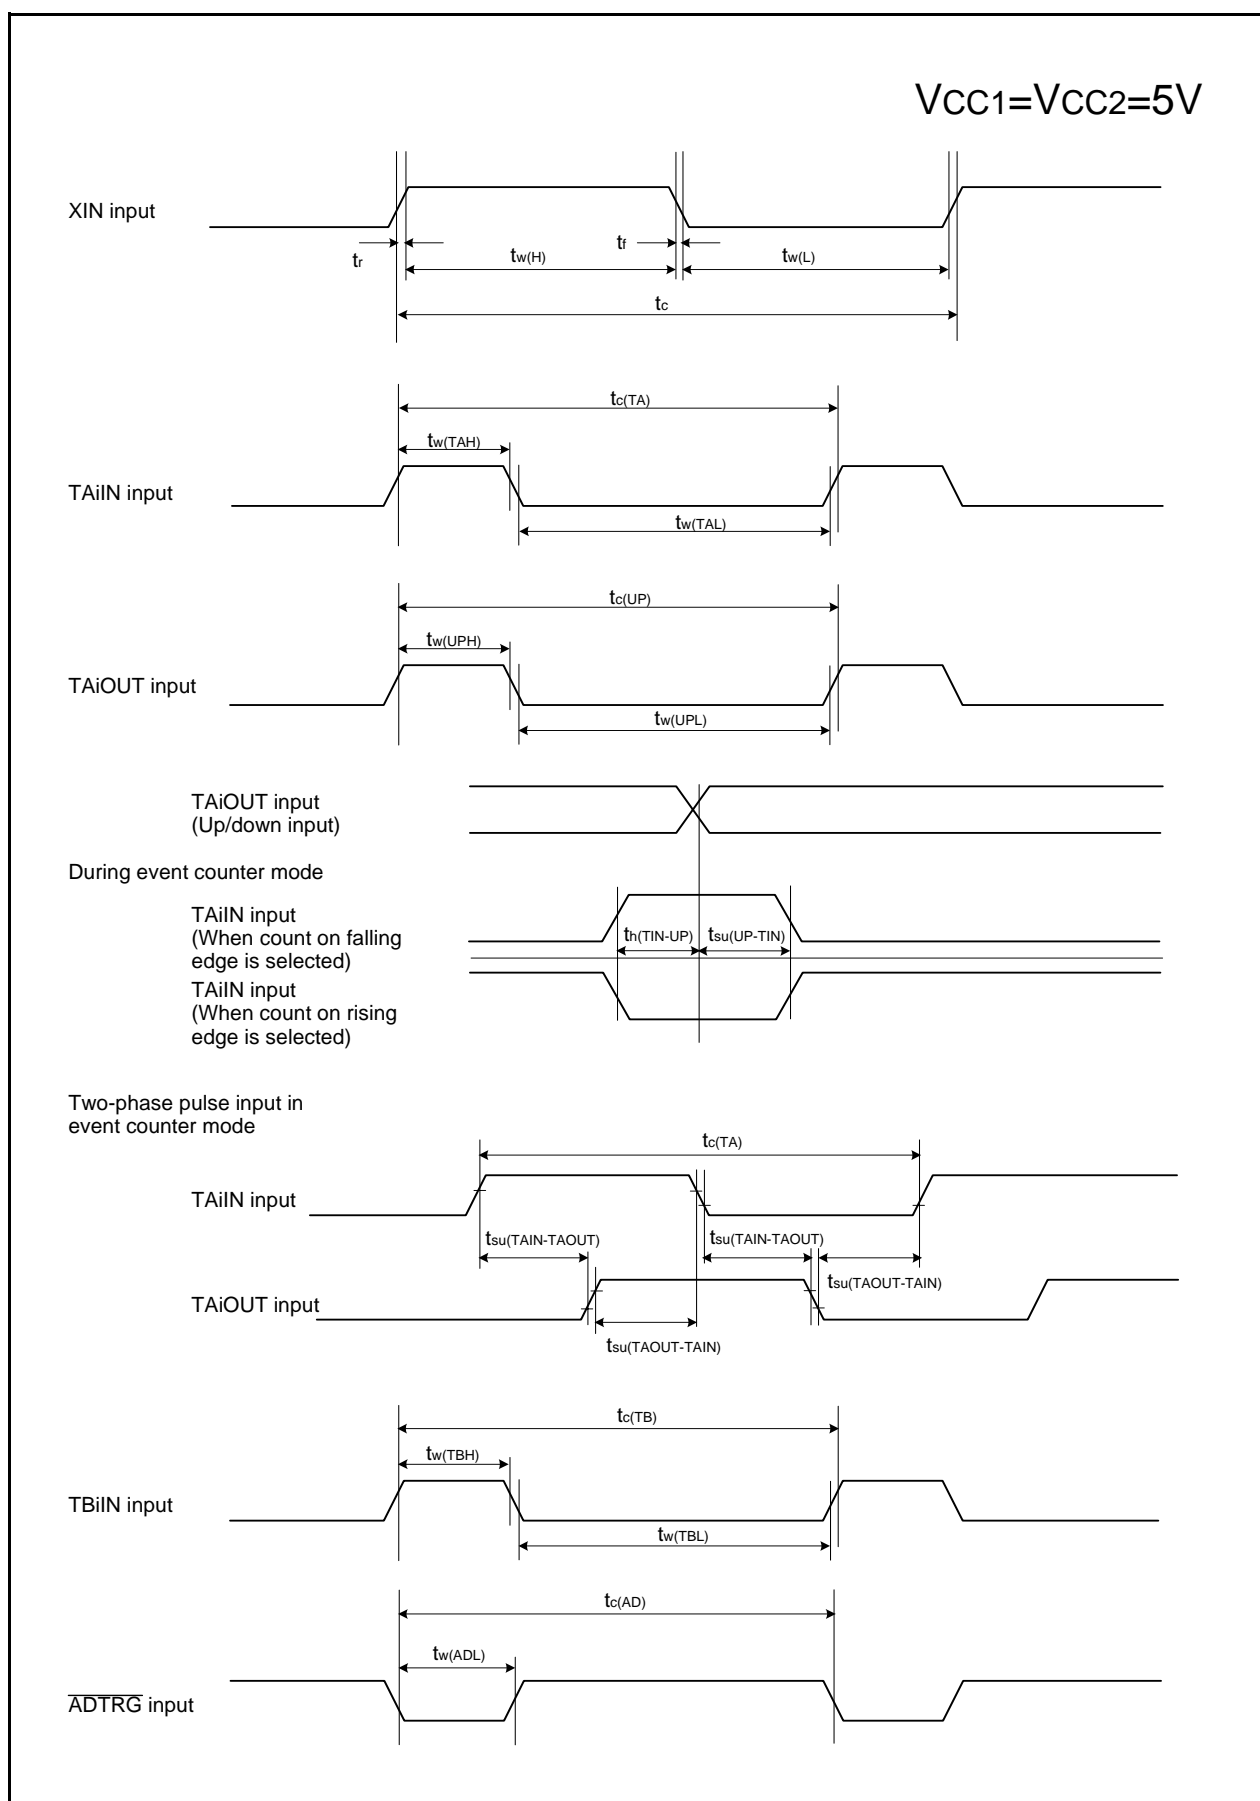 VCC1=VCC2=5V
XIN input
tr
tw(H)
tf
tw(L)
tc
tc(TA)
tw(TAH)
TAiIN input
tw(TAL)
tc(UP)
tw(UPH)
TAiOUT input
tw(UPL)
TAiOUT input
(Up/down input)
During event counter mode
TAiIN input
(When count on falling
edge is selected)
th(TIN-UP)
tsu(UP-TIN)
TAiIN input
(When count on rising
edge is selected)
Two-phase pulse input in
event counter mode
tc(TA)
TAiIN input
tsu(TAIN-TAOUT)
tsu(TAIN-TAOUT)
tsu(TAOUT-TAIN)
TAiOUT input
tsu(TAOUT-TAIN)
tc(TB)
tw(TBH)
TBiIN input
tw(TBL)
tc(AD)
tw(ADL)
ADTRG input